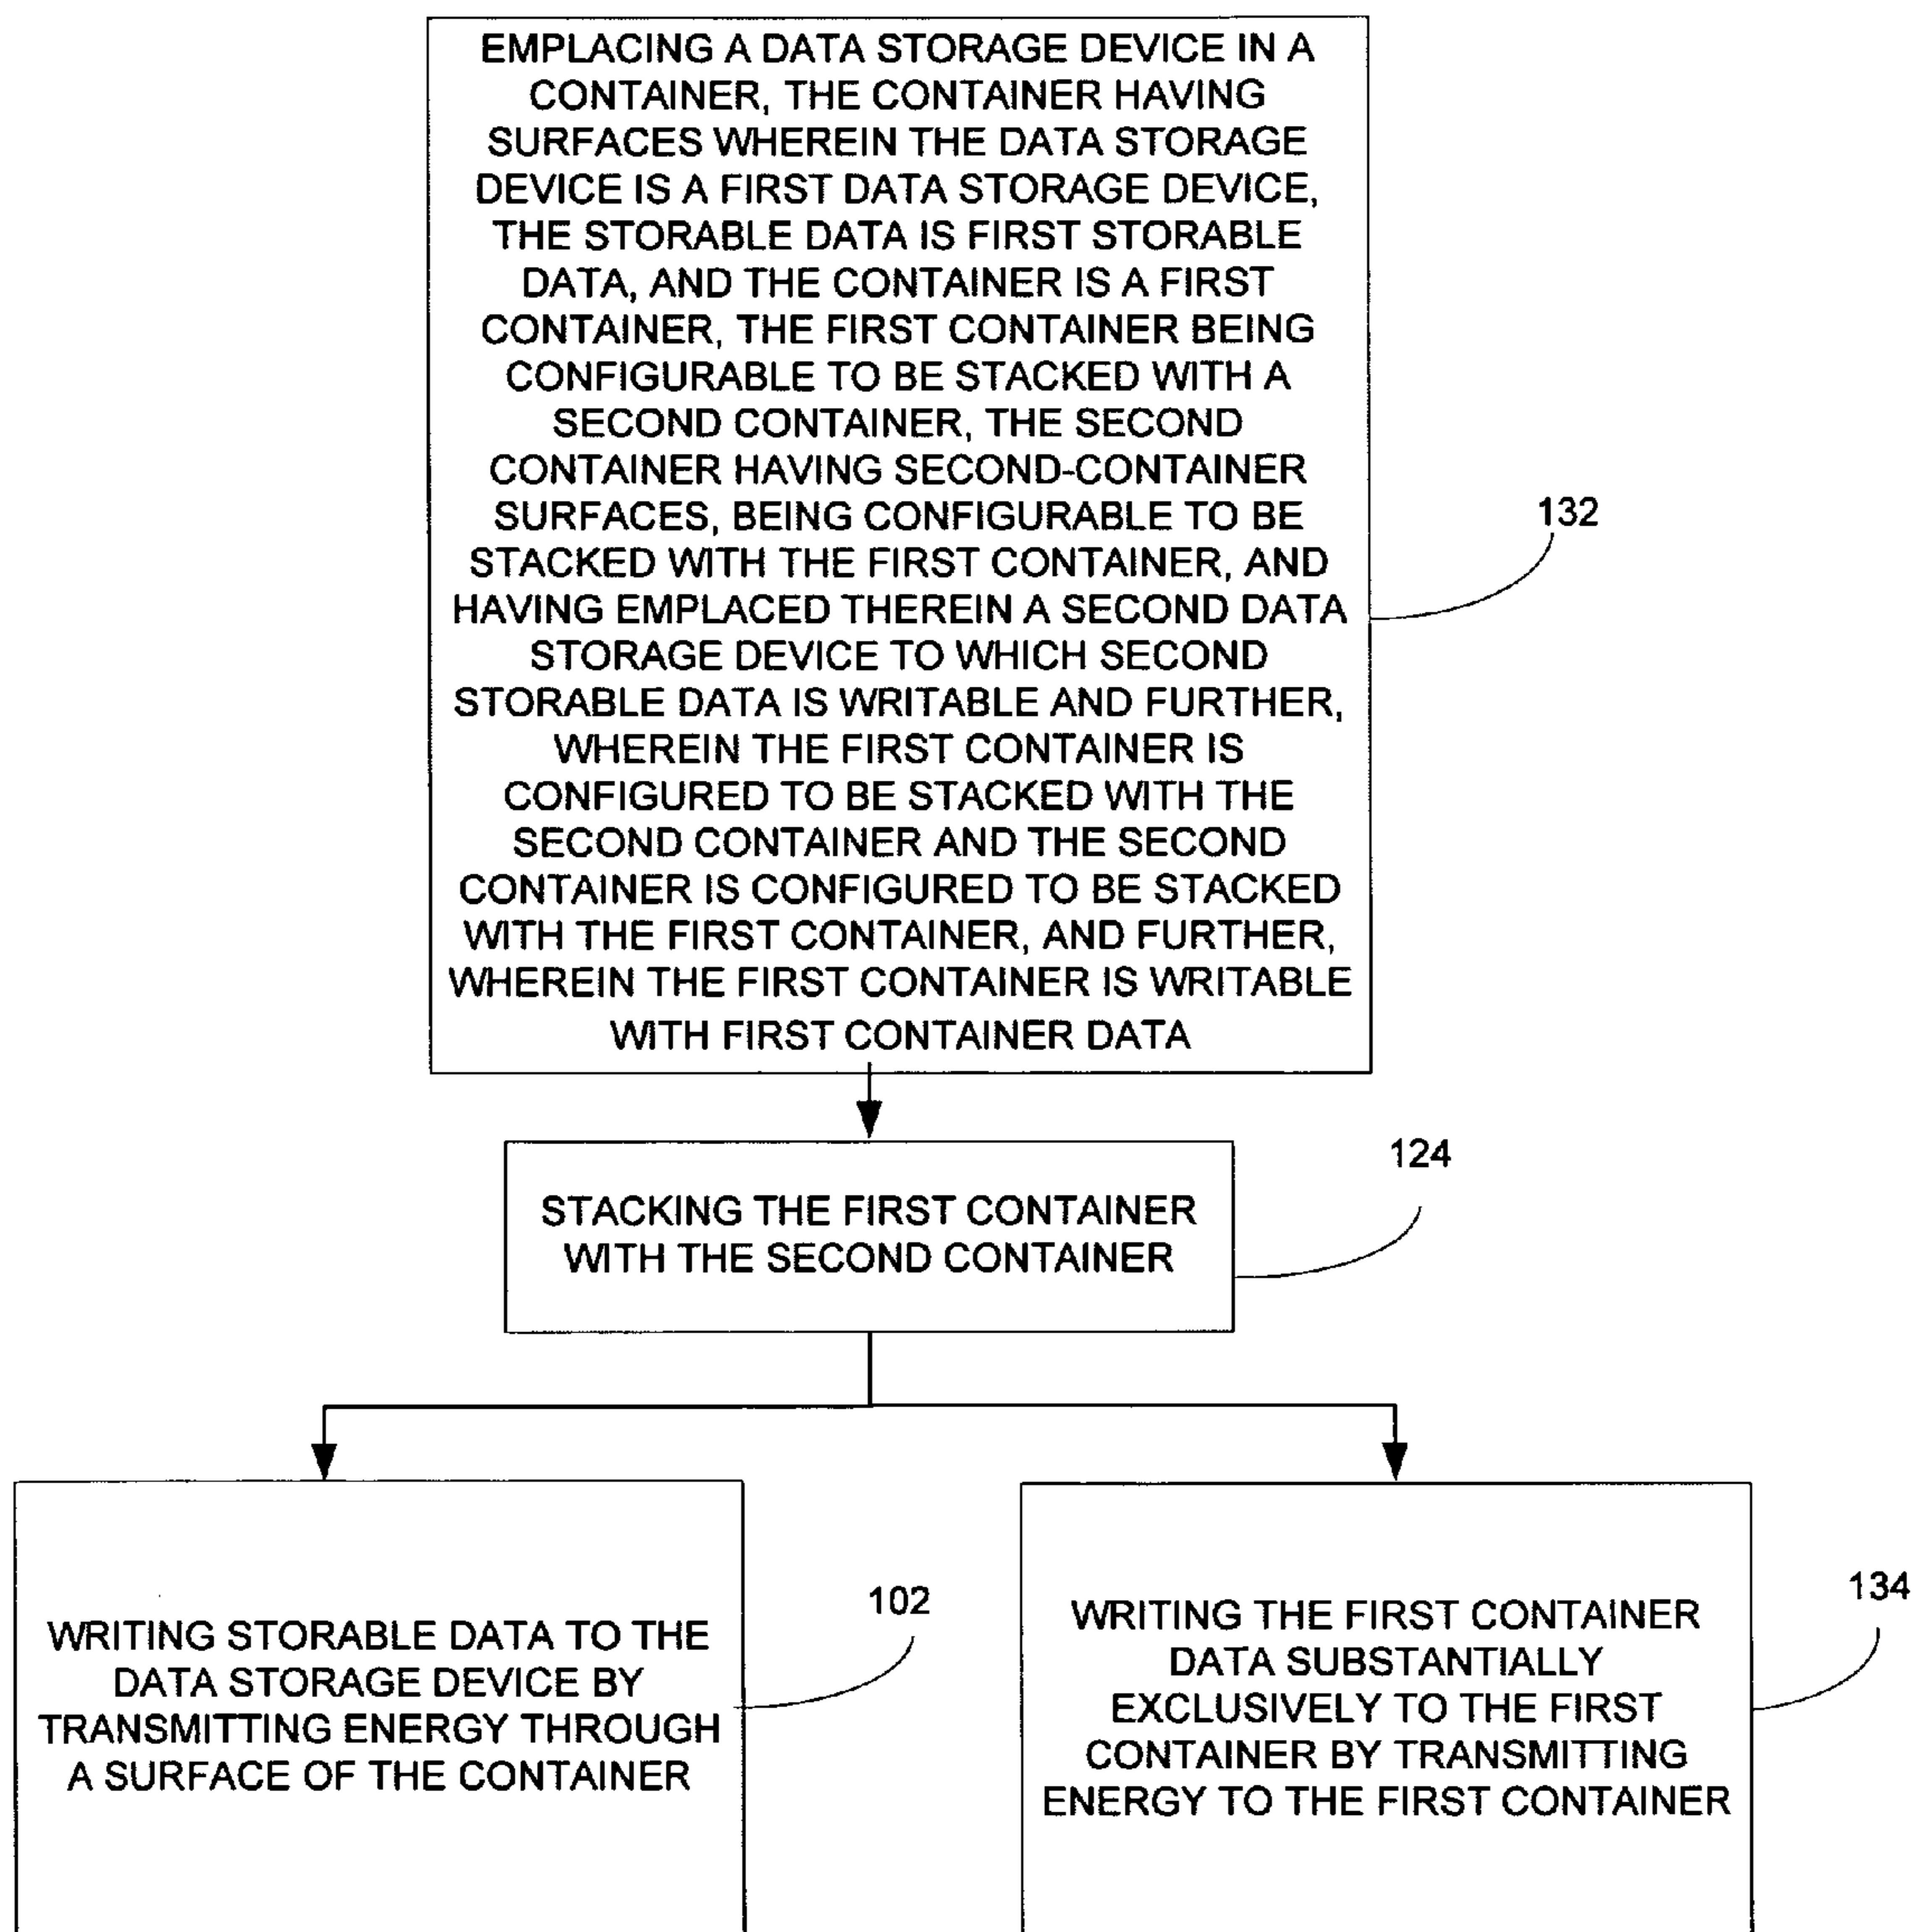 EMPLACING A DATA STORAGE DEVICE IN A
CONTAINER, THE CONTAINER HAVING
SURFACES WHEREIN THE DATA STORAGE
DEVICE IS A FIRST DATA STORAGE DEVICE,
THE STORABLE DATA IS FIRST STORABLE
DATA, AND THE CONTAINER IS A FIRST
CONTAINER, THE FIRST CONTAINER BEING
CONFIGURABLE TO BE STACKED WITH A
SECOND CONTAINER, THE SECOND
CONTAINER HAVING SECOND-CONTAINER
SURFACES, BEING CONFIGURABLE TO BE
STACKED WITH THE FIRST CONTAINER, AND
HAVING EMPLACED THEREIN A SECOND DATA
STORAGE DEVICE TO WHICH SECOND
STORABLE DATA IS WRITABLE AND FURTHER,
WHEREIN THE FIRST CONTAINER IS
CONFIGURED TO BE STACKED WITH THE
SECOND CONTAINER AND THE SECOND
CONTAINER IS CONFIGURED TO BE STACKED
WITH THE FIRST CONTAINER, AND FURTHER,
WHEREIN THE FIRST CONTAINER IS WRITABLE
WITH FIRST CONTAINER DATA
132
STACKING THE FIRST CONTAINER
WITH THE SECOND CONTAINER
124
WRITING STORABLE DATA TO THE
DATA STORAGE DEVICE BY
TRANSMITTING ENERGY THROUGH
A SURFACE OF THE CONTAINER
102
WRITING THE FIRST CONTAINER
DATA SUBSTANTIALLY
EXCLUSIVELY TO THE FIRST
CONTAINER BY TRANSMITTING
ENERGY TO THE FIRST CONTAINER
134